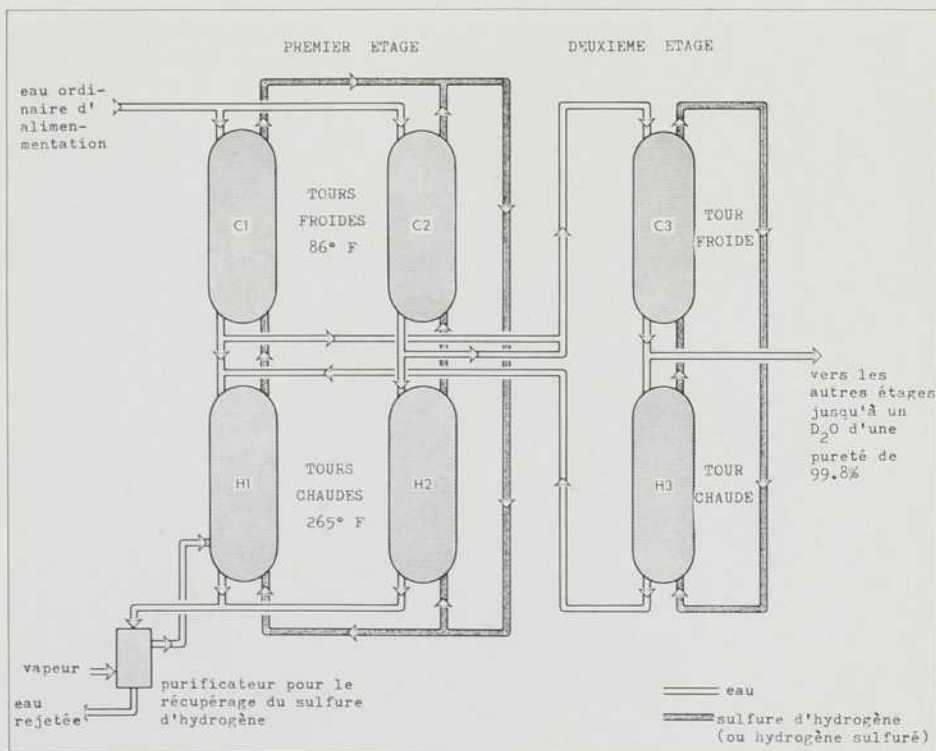 PREMIER ETAGE
DEUXIEME ETAGE
eau ordi-
naire d'
alimen-
mentation
C1
TOURS
FROIDES
86° F
C2
C3
TOUR
FROIDE
vers les
autres étages
jusqu'à un
D₂O d'une
pureté de
99.8%
H1
TOURS
CHAUDES
265° F
H2
H3
TOUR
CHAUDE
vapeur
eau
rejetée
purificateur pour le
récupérage du sulfure
d'hydrogène
eau
sulfure d'hydrogène
(ou hydrogène sulfuré)